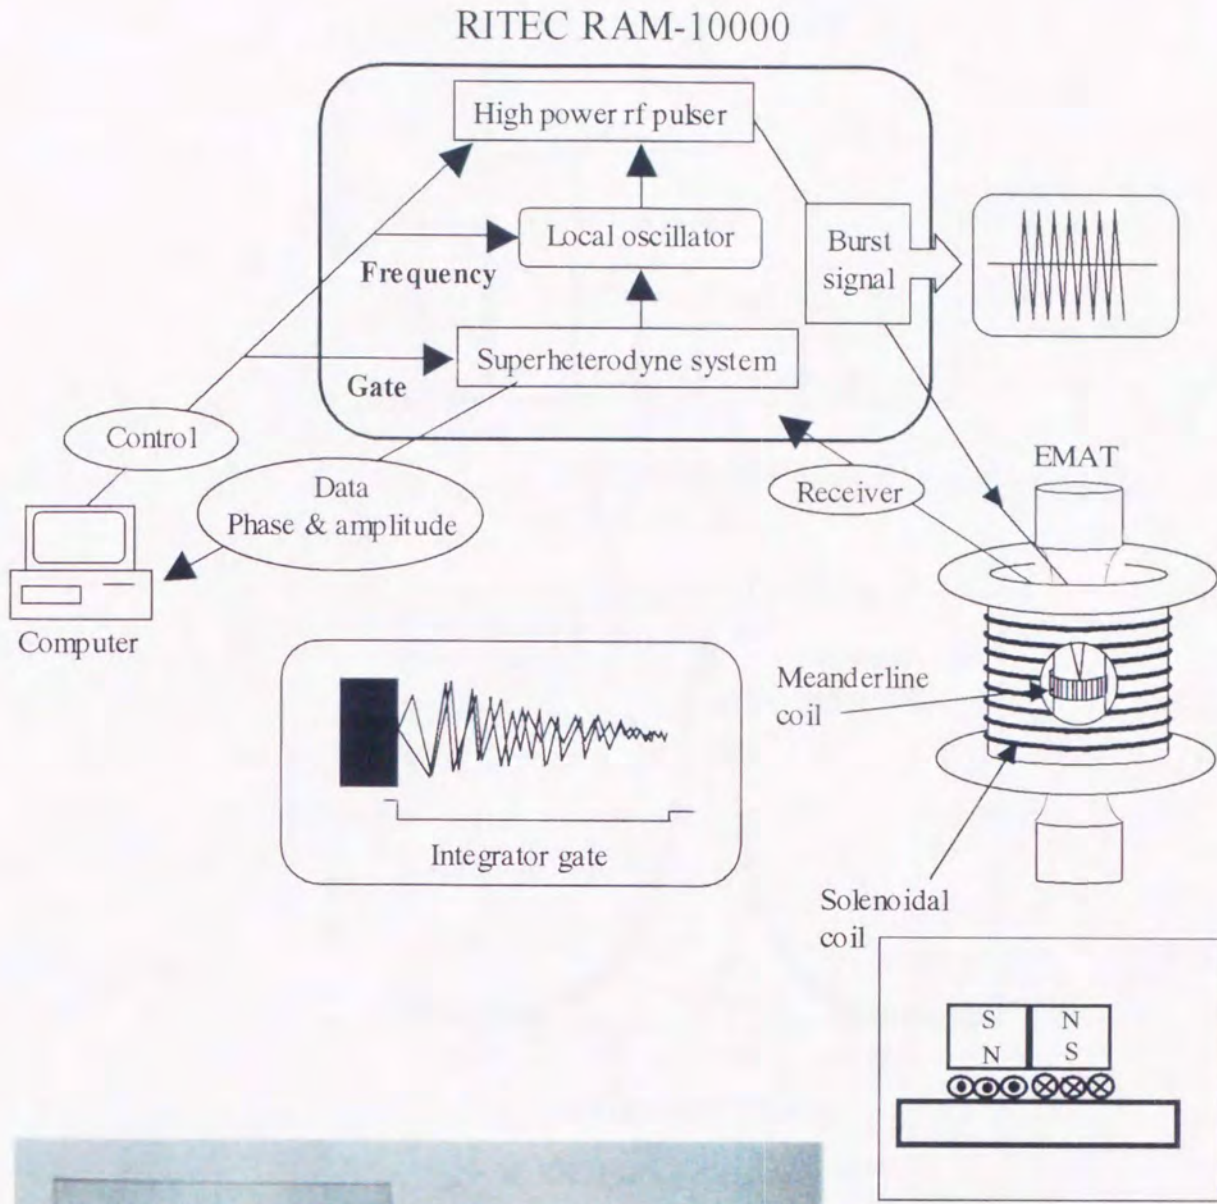 RITEC RAM-10000
High power rf pulser
Local oscillator
Frequency
Burst
signal
Superheterodyne system
Gate
Control
Data
Phase & amplitude
Receiver
EMAT
Computer
Meanderline
coil
Integrator gate
Solenoidal
coil
S N
N S